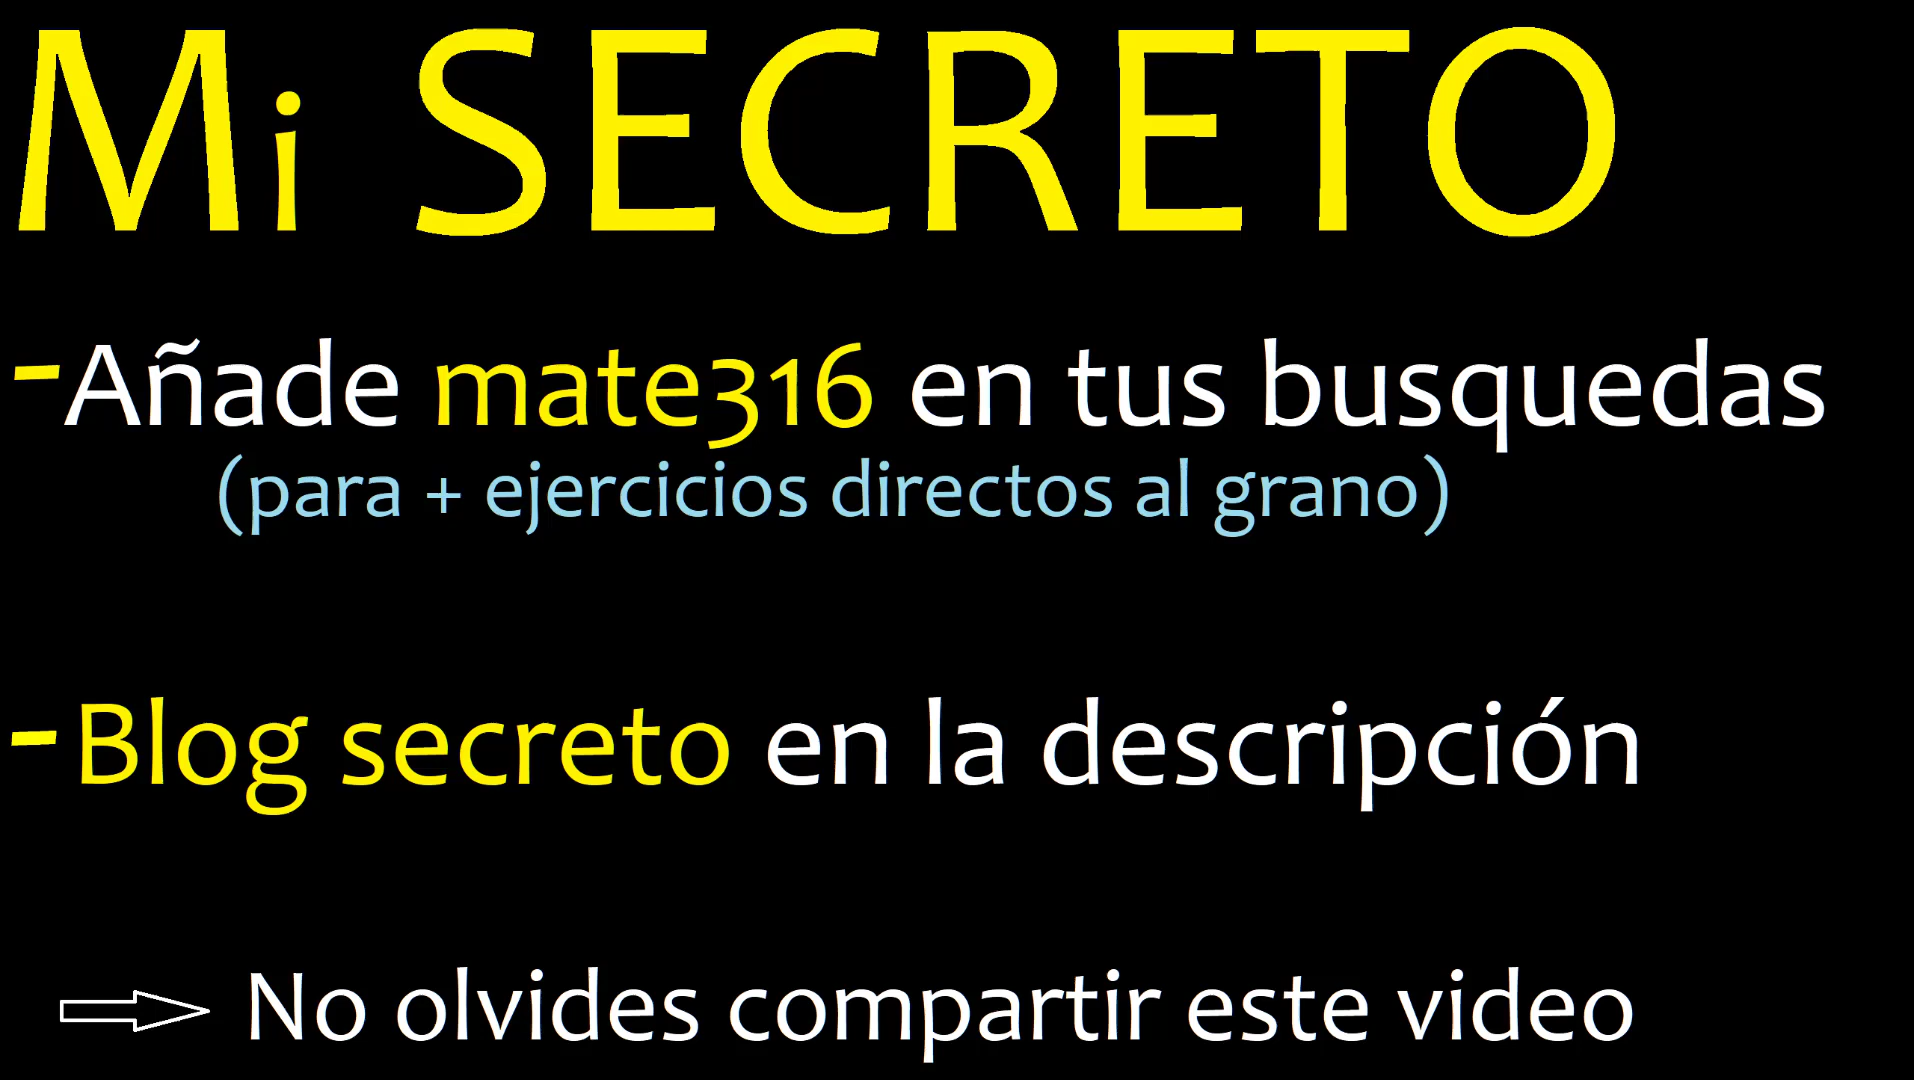 Mi SECRETO
-Añade mate316 en tus busquedas
(para + ejercicios directos al grano)
-Blog secreto en la descripción
No olvides compartir este video